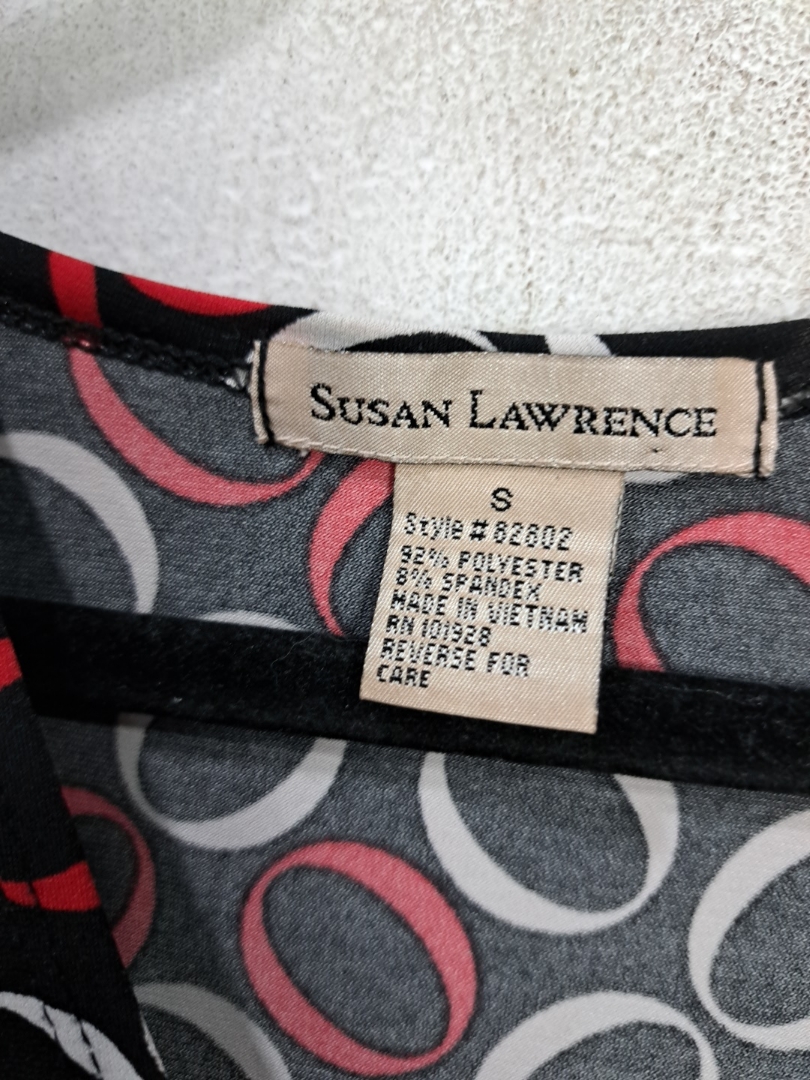 SUSAN LAWRENCE
S
Style #82802
92% POLYESTER
8% SPANDEX
MADE IN VIETNAM
RN 101928
REVERSE FOR
CARE